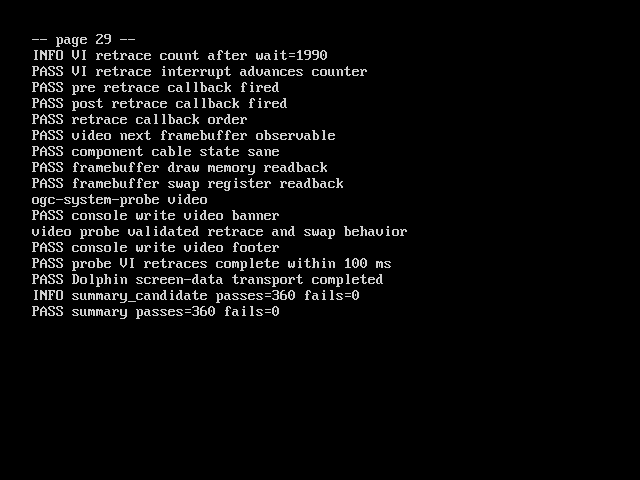 -- page 29 --
INFO VI retrace count after wait=1990
PASS VI retrace interrupt advances counter
PASS pre retrace callback fired
PASS post retrace callback fired
PASS retrace callback order
PASS video next framebuffer observable
PASS component cable state sane
PASS framebuffer draw memory readback
PASS framebuffer swap register readback
ogc-system-probe video
PASS console write video banner
video probe validated retrace and swap behavior
PASS console write video footer
PASS probe VI retraces complete within 100 ms
PASS Dolphin screen-data transport completed
INFO summary_candidate passes=360 fails=0
PASS summary passes=360 fails=0